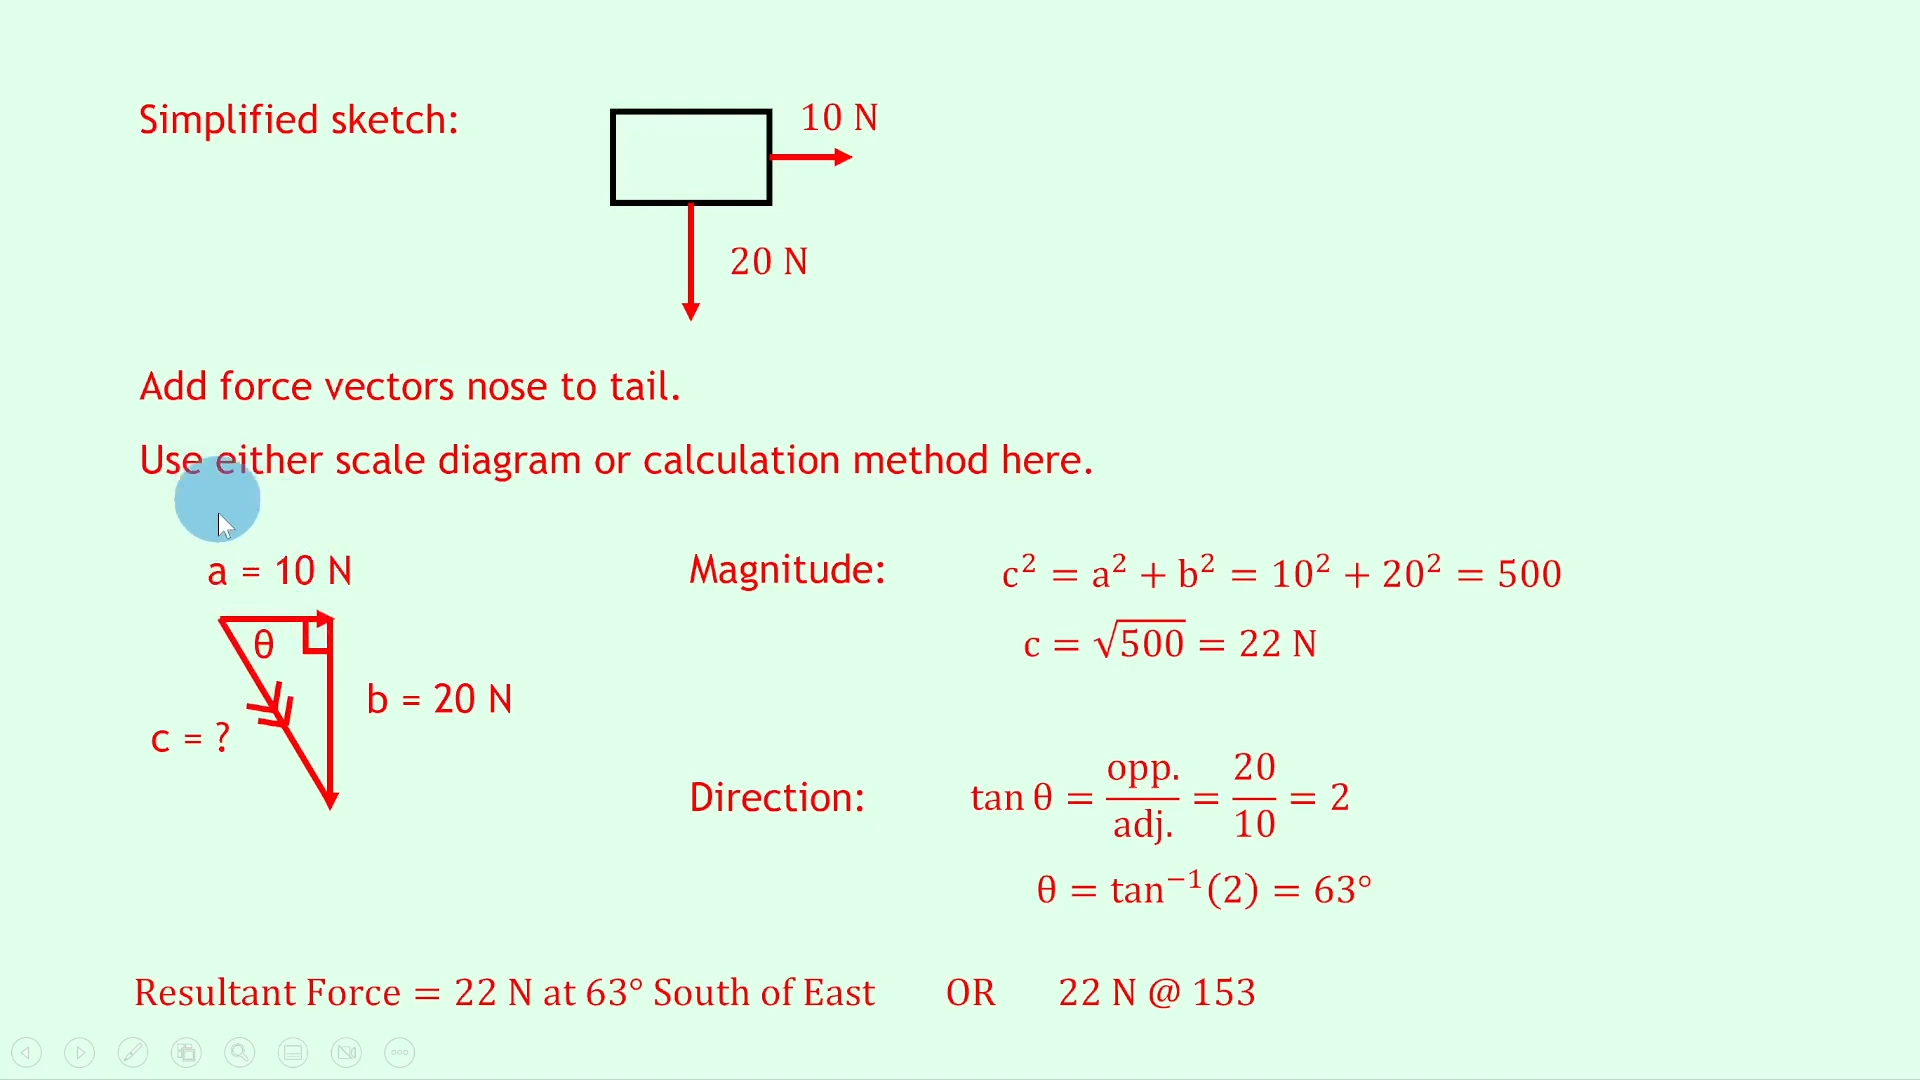 Simplified sketch:
10 N
20 N
Add force vectors nose to tail.
Use either scale diagram or calculation method here.
a = 10 N
θ
b = 20 N
c = ?
Magnitude:
c² = a² + b² = 10² + 20² = 500
c = √500 = 22 N
Direction:
tan θ = opp./adj. = 20/10 = 2
θ = tan⁻¹(2) = 63°
Resultant Force = 22 N at 63° South of East OR 22 N @ 153